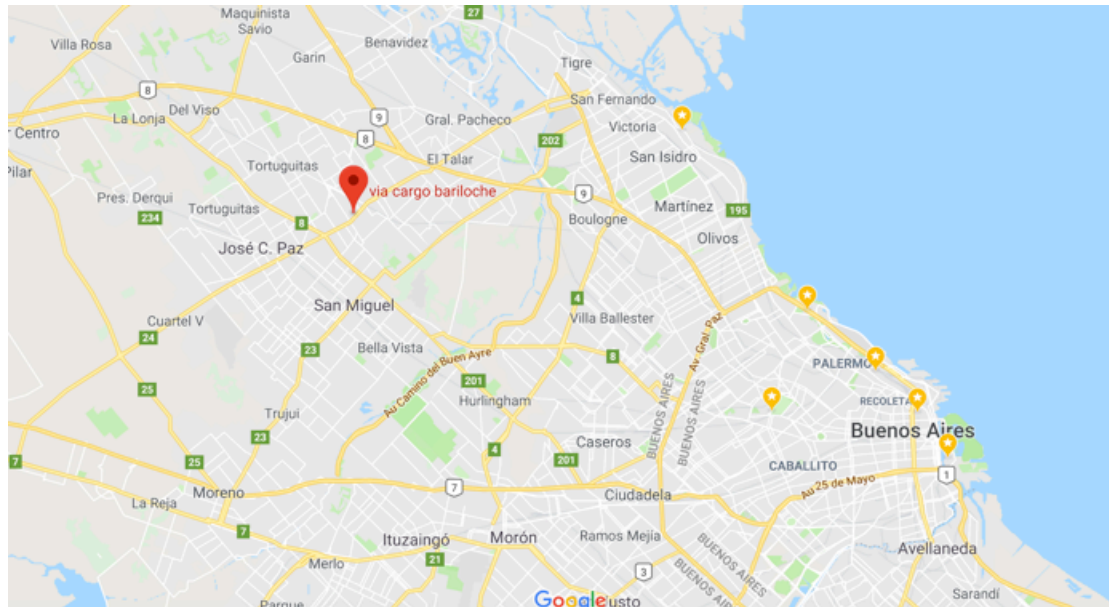 Maquinista
Savio
27
Villa Rosa
Benavidez
Garin
Tigre
8
Del Viso
San Fernando
La Lonja
9
Gral. Pacheco
Victoria
Centro
8
202
El Talar
San Isidro
Tortuguitas
Pilar
via cargo bariloche
9
Pres. Derqui
Martínez
234
Tortuguitas
8
Boulogne
195
José C. Paz
Olivos
4
San Miguel
Av. Gral. Paz
Cuartel V
Villa Ballester
24
23
Bella Vista
8
Au Camino del Buen Ayre
PALERMO
25
201
BUENOS AIRES
BUENOS AIRES
Hurlingham
RECOLETA
Trujui
Buenos Aires
23
4
Caseros
7
25
201
CABALLITO
Moreno
7
Au 25 de Mayo
1
La Reja
Ciudadela
7
Ituzaingó
Morón
Ramos Mejía
BUENOS AIRES
Avellaneda
Merlo
21
3
BUENOS AIRES
Sarandí
Parque
Google
usto